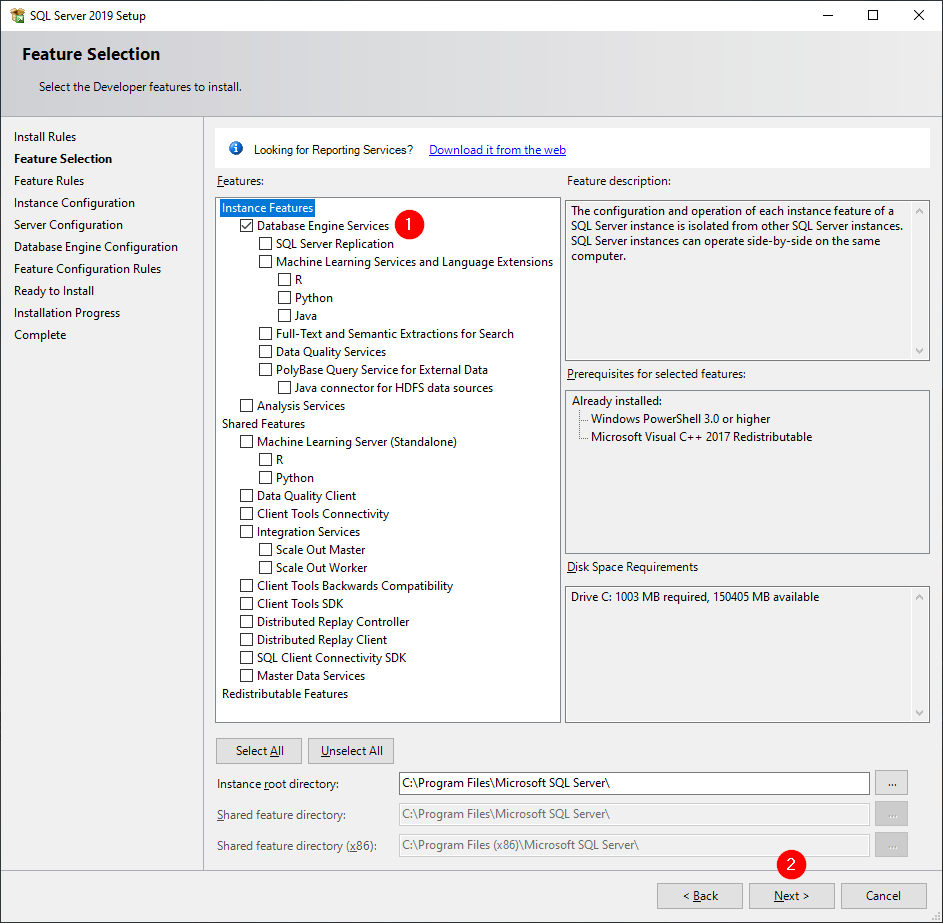 SQL Server 2019 Setup
Feature Selection
Select the Developer features to install.
Install Rules
Feature Selection
Feature Rules
Instance Configuration
Server Configuration
Database Engine Configuration
Feature Configuration Rules
Ready to Install
Installation Progress
Complete
Looking for Reporting Services? Download it from the web
Features:
Instance Features
Database Engine Services 1
SQL Server Replication
Machine Learning Services and Language Extensions
R
Python
Java
Full-Text and Semantic Extractions for Search
Data Quality Services
PolyBase Query Service for External Data
Java connector for HDFS data sources
Analysis Services
Shared Features
Machine Learning Server (Standalone)
R
Python
Data Quality Client
Client Tools Connectivity
Integration Services
Scale Out Master
Scale Out Worker
Client Tools Backwards Compatibility
Client Tools SDK
Distributed Replay Controller
Distributed Replay Client
SQL Client Connectivity SDK
Master Data Services
Redistributable Features
Feature description:
The configuration and operation of each instance feature of a
SQL Server instance is isolated from other SQL Server instances.
SQL Server instances can operate side-by-side on the same
computer.
Prerequisites for selected features:
Already installed:
Windows PowerShell 3.0 or higher
Microsoft Visual C++ 2017 Redistributable
Disk Space Requirements
Drive C: 1003 MB required, 150405 MB available
Select All Unselect All
Instance root directory: C:\Program Files\Microsoft SQL Server\ ...
Shared feature directory: C:\Program Files\Microsoft SQL Server\ ...
Shared feature directory (x86): C:\Program Files (x86)\Microsoft SQL Server\ ...
2
< Back Next > Cancel